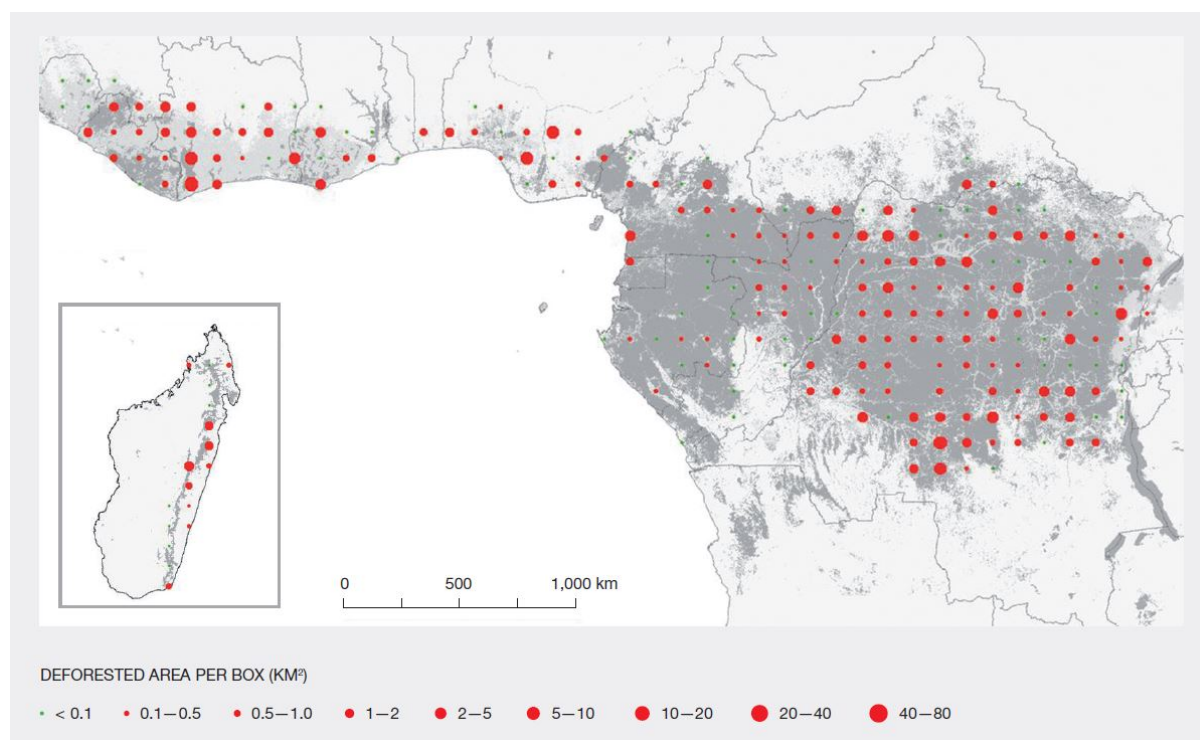 0 500 1,000 km
DEFORESTED AREA PER BOX (KM²)
< 0.1 0.1—0.5 0.5—1.0 1—2 2—5 5—10 10—20 20—40 40—80